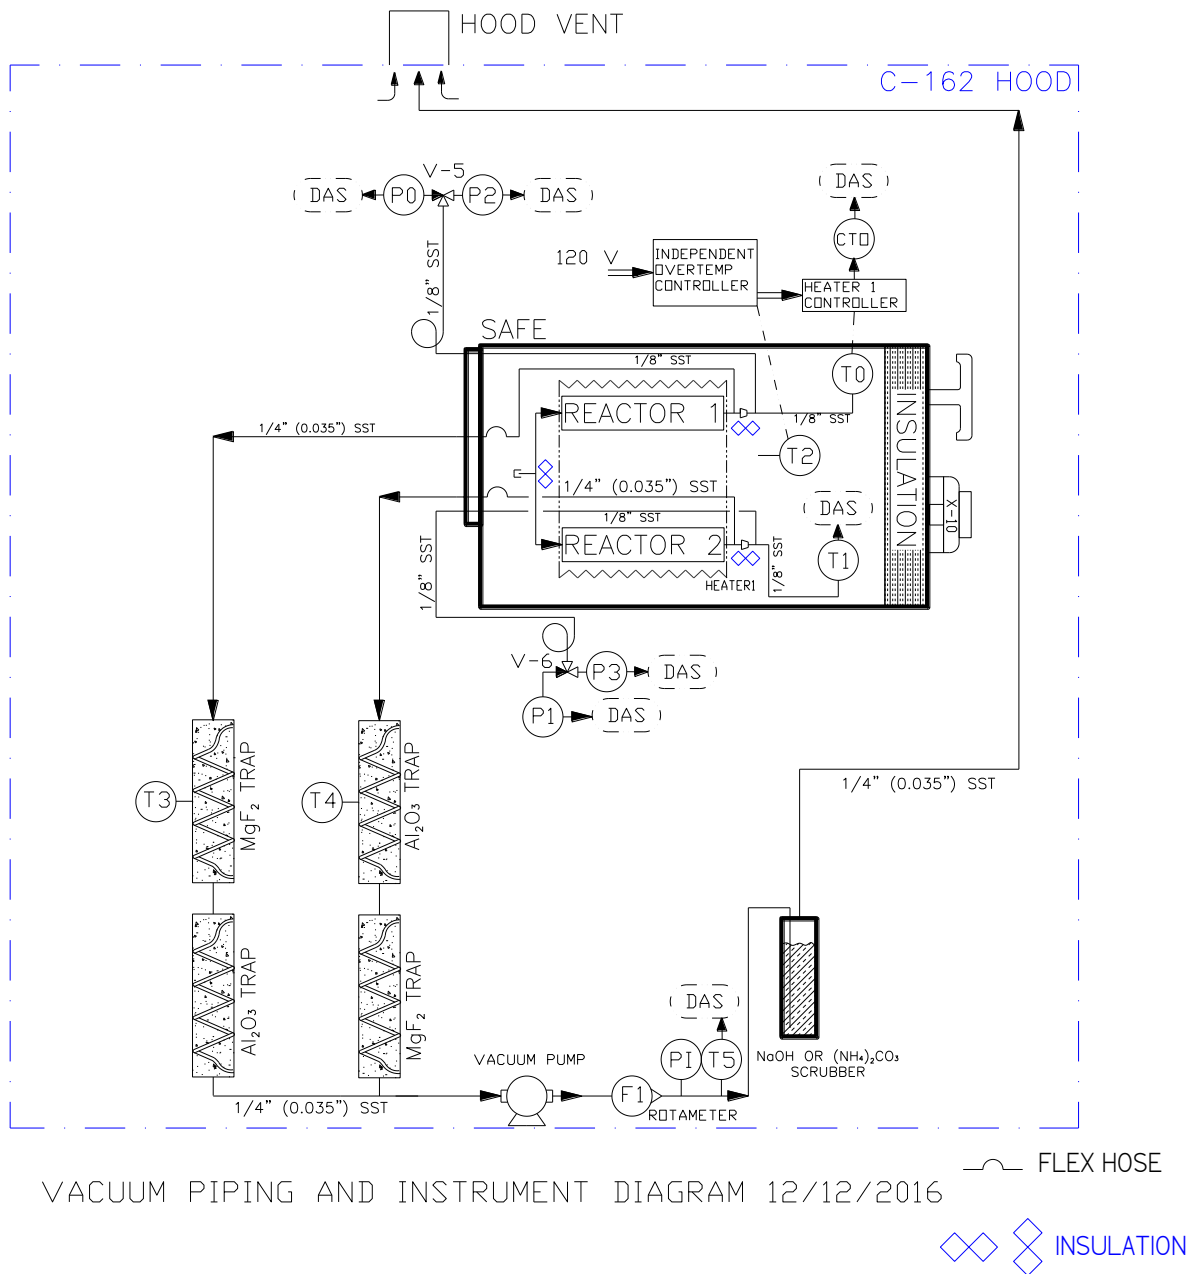 HOOD VENT
C-162 HOOD
V-5
DAS
P0
P2
DAS
DAS
CTO
1/8" SST
120 V
INDEPENDENT
OVERTEMP
CONTROLLER
HEATER 1
CONTROLLER
SAFE
1/8" SST
T0
REACTOR 1
1/8" SST
1/4" (0.035") SST
T2
INSULATION
1/4" (0.035") SST
DAS
X-10
1/8" SST
REACTOR 2
1/8" SST
T1
1/8" SST
HEATER1
V-6
P3
DAS
P1
DAS
T3
MgF₂ TRAP
T4
Al₂O₃ TRAP
1/4" (0.035") SST
Al₂O₃ TRAP
MgF₂ TRAP
DAS
VACUUM PUMP
PI
T5
NaOH OR (NH₄)₂CO₃
SCRUBBER
F1
ROTAMETER
1/4" (0.035") SST
FLEX HOSE
VACUUM PIPING AND INSTRUMENT DIAGRAM 12/12/2016
INSULATION